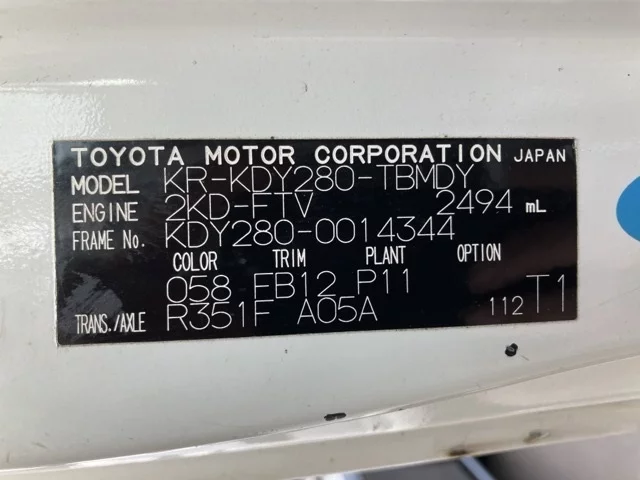 TOYOTA MOTOR CORPORATION JAPAN
MODEL KR-KDY280-TBMDY
ENGINE 2KD-FTV 2494 mL
FRAME No. KDY280-0014344
COLOR TRIM PLANT OPTION
058 FB12 P11
TRANS./AXLE R351F A05A 112 T1